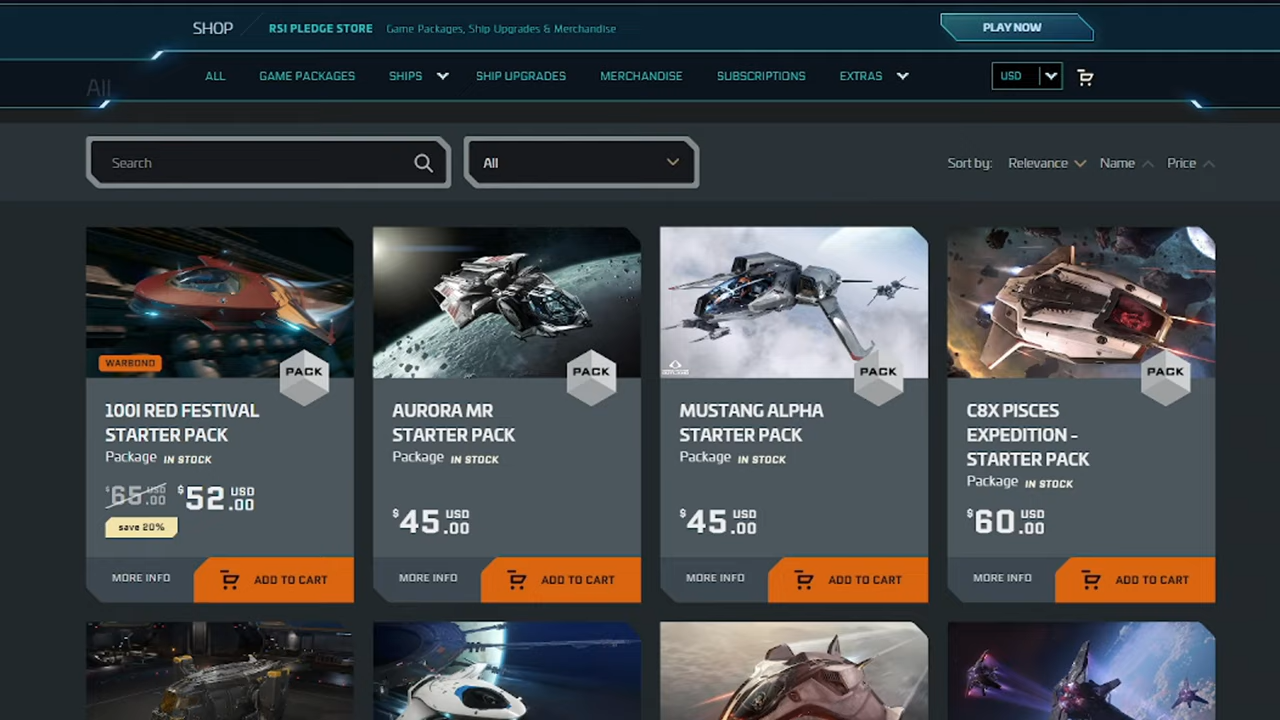 SHOP
RSI PLEDGE STORE
Game Packages, Ship Upgrades & Merchandise
PLAY NOW
All
ALL
GAME PACKAGES
SHIPS
SHIP UPGRADES
MERCHANDISE
SUBSCRIPTIONS
EXTRAS
USD
Search
All
Sort by:
Relevance
Name
Price
WARBOND
PACK
100I RED FESTIVAL
STARTER PACK
Package IN STOCK
$65 USD .00
$52 USD .00
save 20%
MORE INFO
ADD TO CART
PACK
AURORA MR
STARTER PACK
Package IN STOCK
$45 USD .00
MORE INFO
ADD TO CART
PACK
MUSTANG ALPHA
STARTER PACK
Package IN STOCK
$45 USD .00
MORE INFO
ADD TO CART
PACK
C8X PISCES
EXPEDITION -
STARTER PACK
Package IN STOCK
$60 USD .00
MORE INFO
ADD TO CART